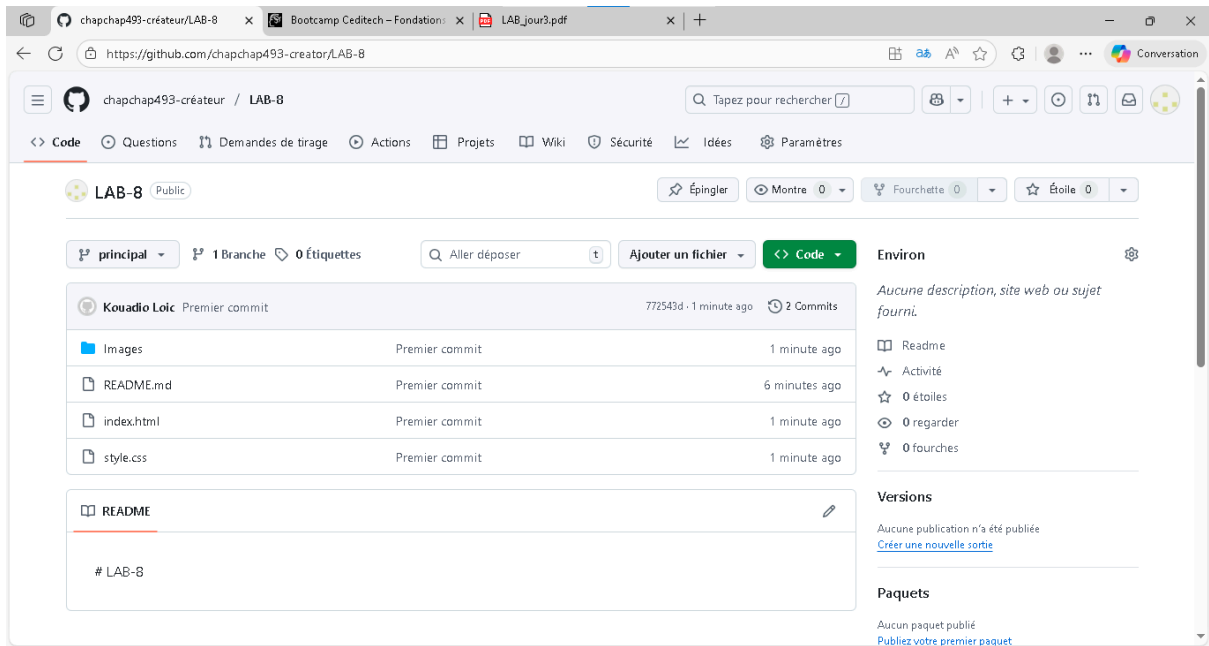 chapchap493-créateur/LAB-8
Bootcamp Ceditech – Fondations
LAB_jour3.pdf
https://github.com/chapchap493-creator/LAB-8
Conversation
chapchap493-créateur / LAB-8
Tapez pour rechercher /
Code Questions Demandes de tirage Actions Projets Wiki Sécurité Idées Paramètres
LAB-8 Public
Épingler Montre 0 Fourchette 0 Étoile 0
principal 1 Branche 0 Étiquettes Aller déposer t Ajouter un fichier Code
Kouadio Loic Premier commit 772543d · 1 minute ago 2 Commits
Images Premier commit 1 minute ago
README.md Premier commit 6 minutes ago
index.html Premier commit 1 minute ago
style.css Premier commit 1 minute ago
README
# LAB-8
Environ
Aucune description, site web ou sujet
fourni.
Readme
Activité
0 étoiles
0 regarder
0 fourches
Versions
Aucune publication n'a été publiée
Créer une nouvelle sortie
Paquets
Aucun paquet publié
Publiez votre premier paquet